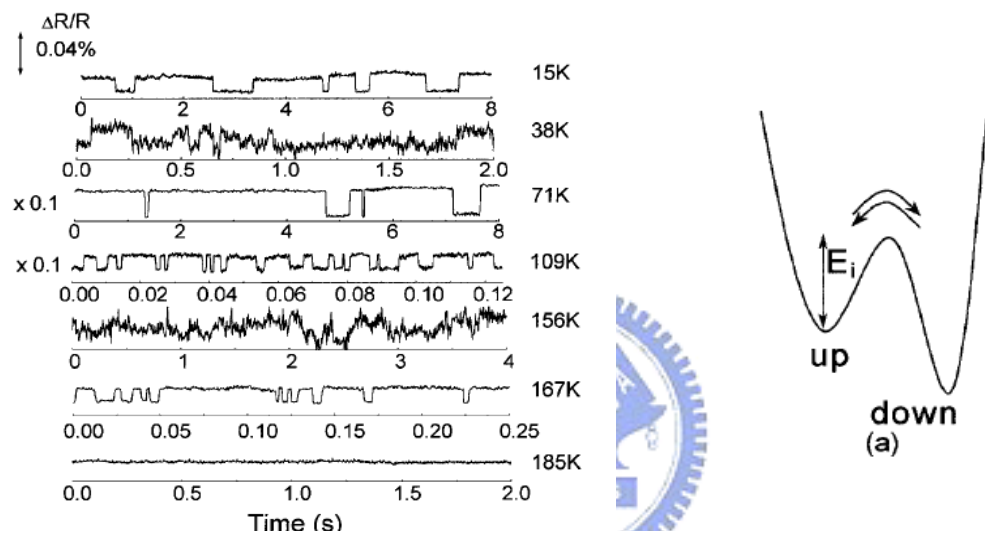 ΔR/R
0.04%
15K
0 2 4 6 8
38K
0.0 0.5 1.0 1.5 2.0
x 0.1
71K
0 2 4 6 8
x 0.1
109K
0.00 0.02 0.04 0.06 0.08 0.10 0.12
156K
0 1 2 3 4
167K
0.00 0.05 0.10 0.15 0.20 0.25
185K
0.0 0.5 1.0 1.5 2.0
Time (s)
Ei
up
down
(a)